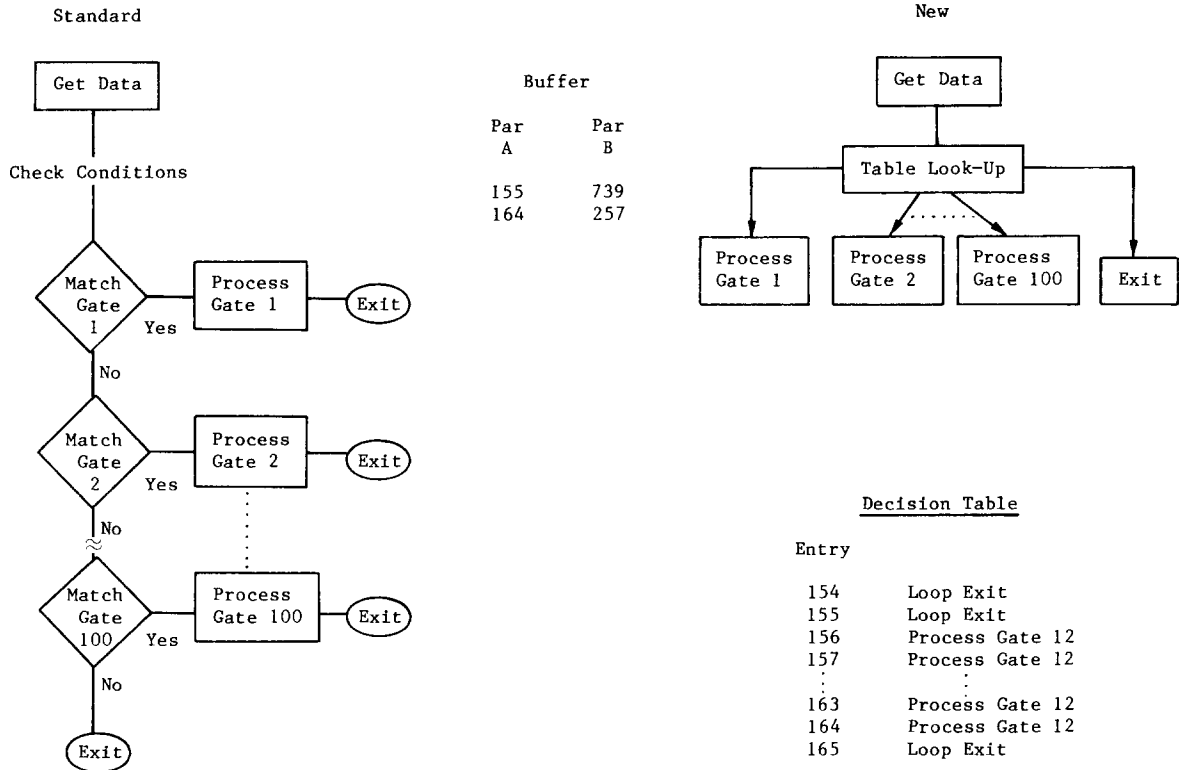 Standard
Get Data
Check Conditions
Match
Gate
1
Yes
Process
Gate 1
Exit
No
Match
Gate
2
Yes
Process
Gate 2
Exit
No
Match
Gate
100
Yes
Process
Gate 100
Exit
No
Exit
Buffer
Par Par
A B
155 739
164 257
New
Get Data
Table Look-Up
Process
Gate 1
Process
Gate 2
Process
Gate 100
Exit
Decision Table
Entry
154 Loop Exit
155 Loop Exit
156 Process Gate 12
157 Process Gate 12
163 Process Gate 12
164 Process Gate 12
165 Loop Exit